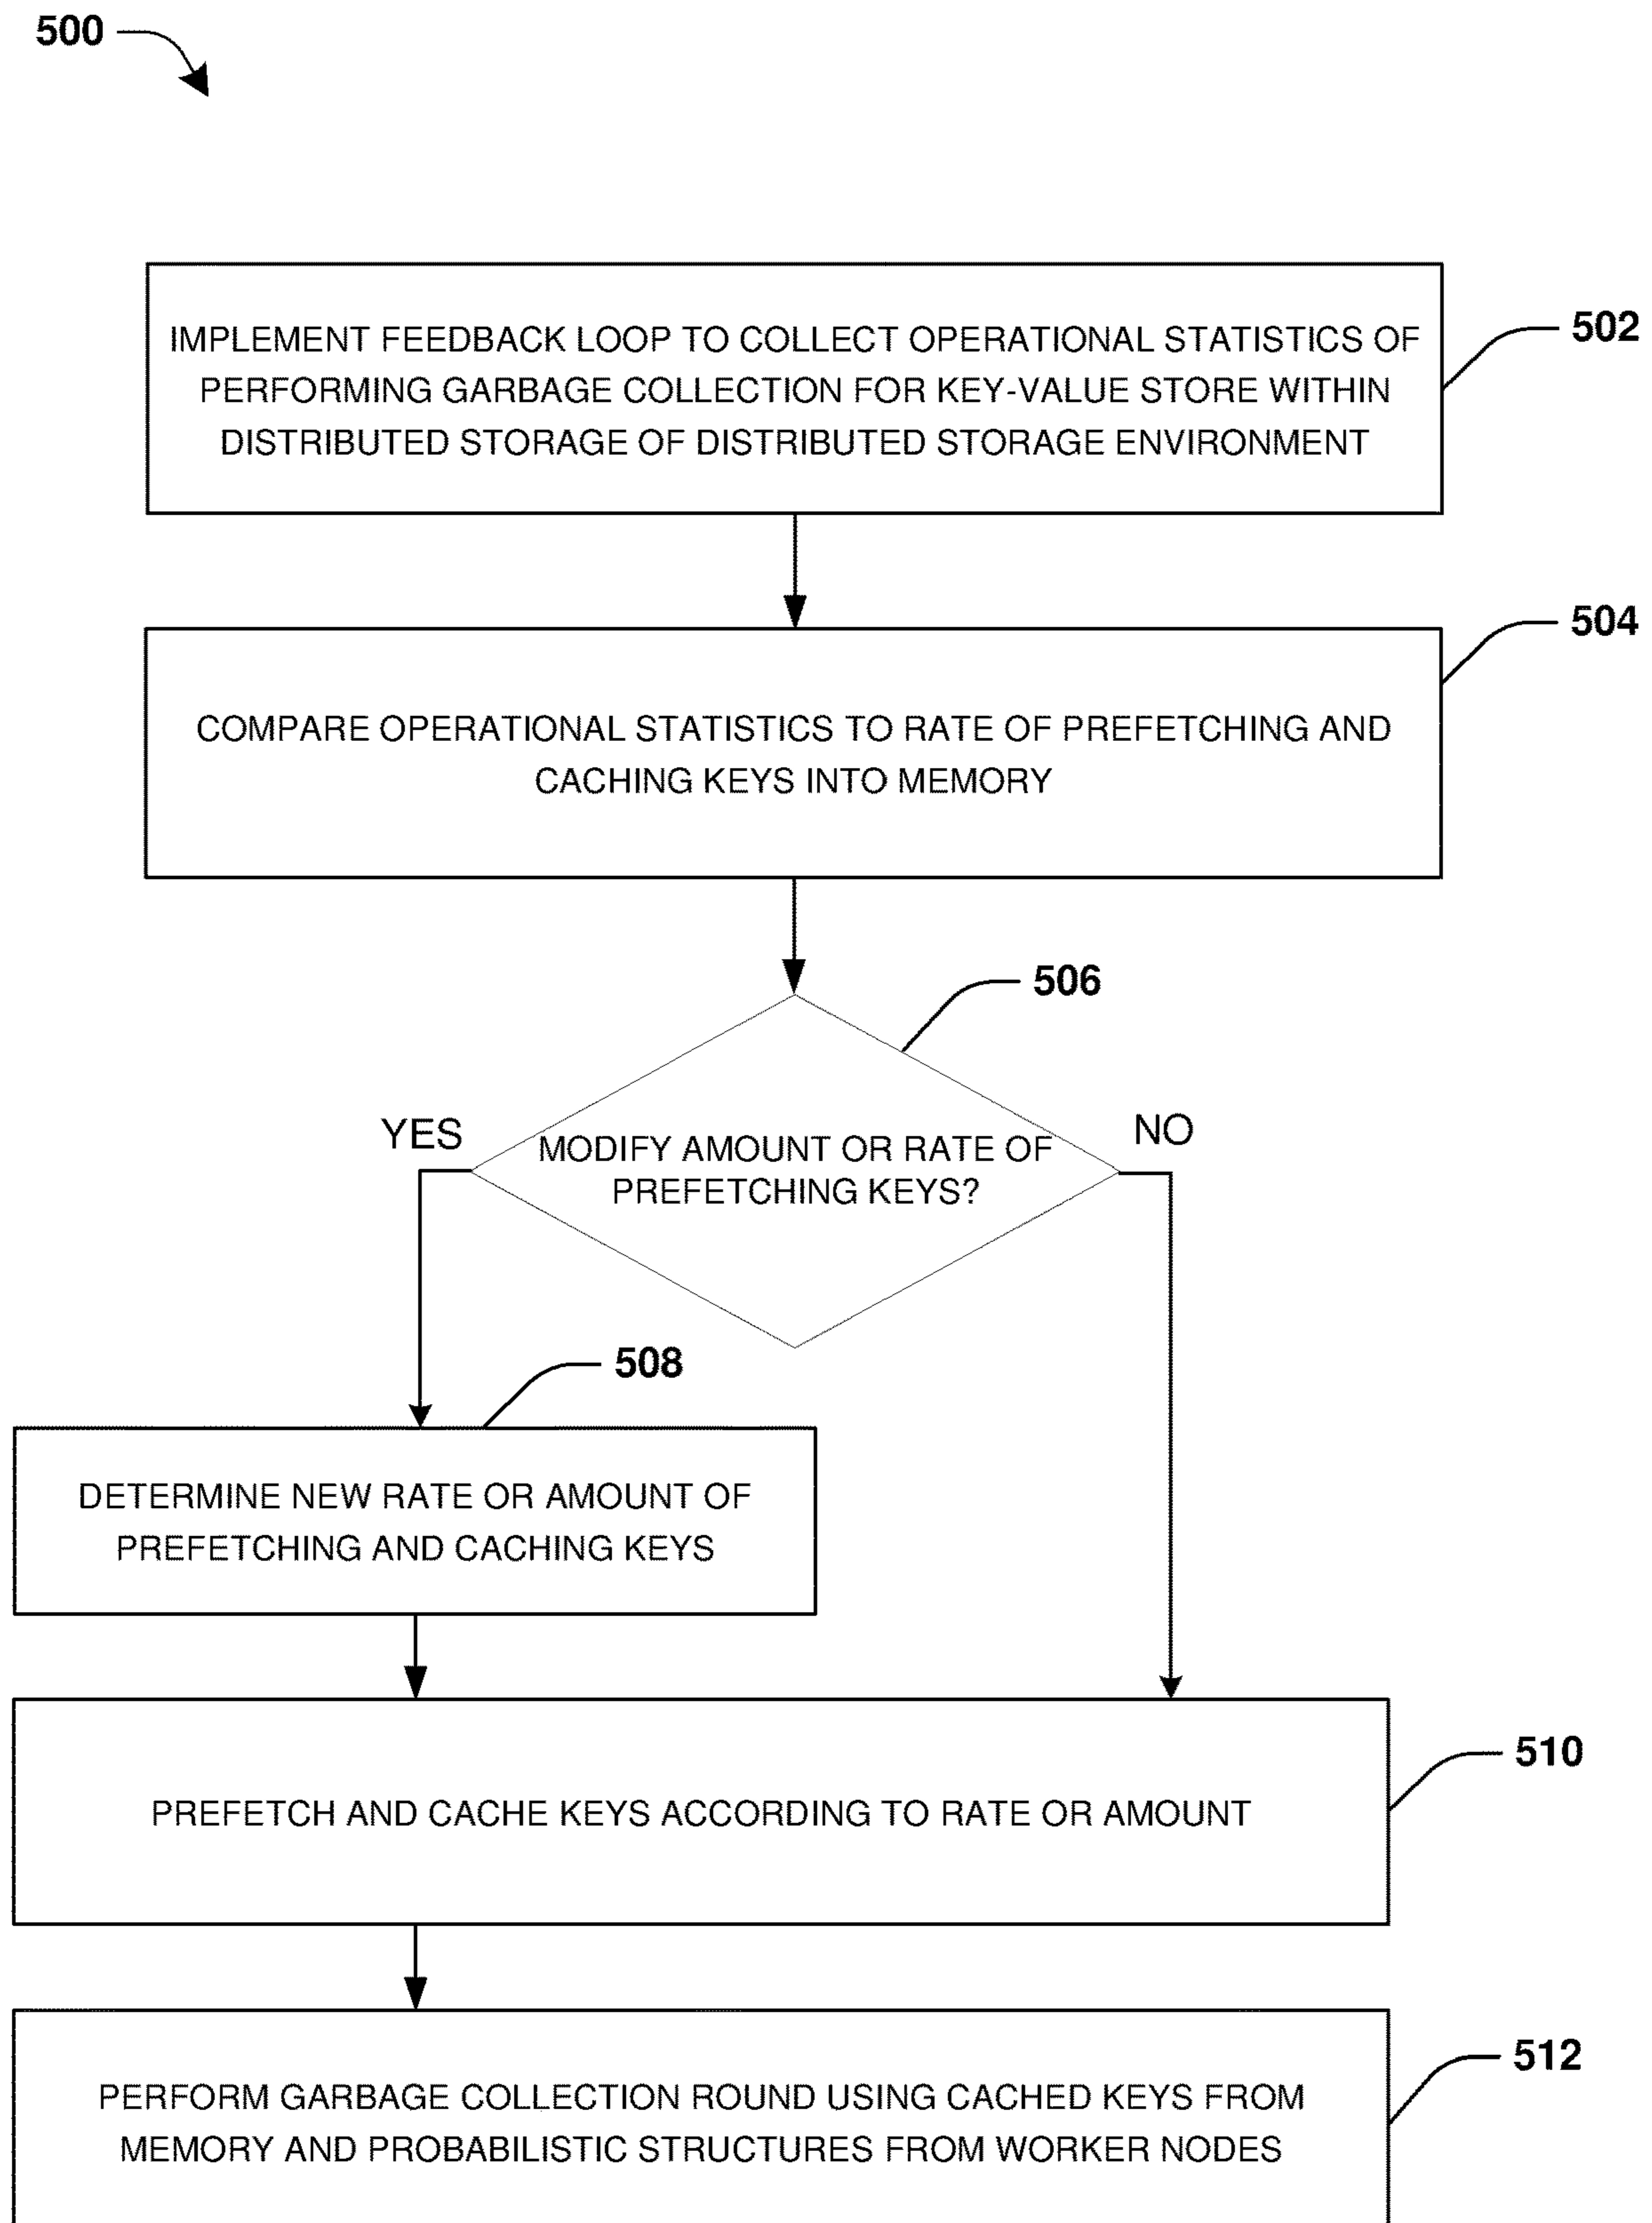 500
IMPLEMENT FEEDBACK LOOP TO COLLECT OPERATIONAL STATISTICS OF
PERFORMING GARBAGE COLLECTION FOR KEY-VALUE STORE WITHIN
DISTRIBUTED STORAGE OF DISTRIBUTED STORAGE ENVIRONMENT
502
COMPARE OPERATIONAL STATISTICS TO RATE OF PREFETCHING AND
CACHING KEYS INTO MEMORY
504
506
YES
MODIFY AMOUNT OR RATE OF
PREFETCHING KEYS?
NO
508
DETERMINE NEW RATE OR AMOUNT OF
PREFETCHING AND CACHING KEYS
PREFETCH AND CACHE KEYS ACCORDING TO RATE OR AMOUNT
510
PERFORM GARBAGE COLLECTION ROUND USING CACHED KEYS FROM
MEMORY AND PROBABILISTIC STRUCTURES FROM WORKER NODES
512